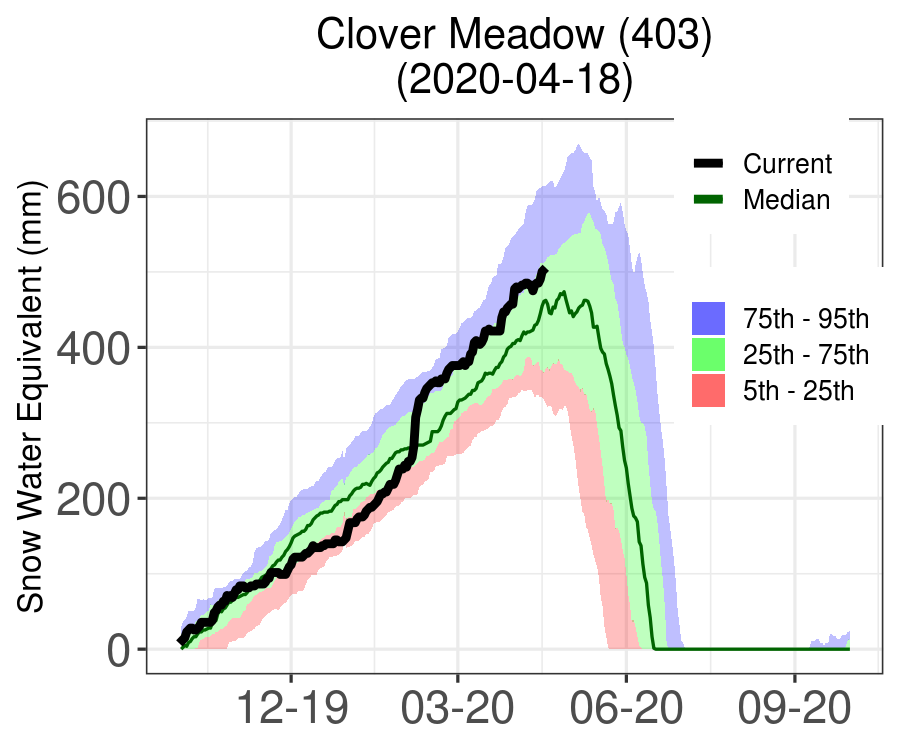 Clover Meadow (403)
(2020-04-18)
Snow Water Equivalent (mm)
600
400
200
0
12-19
03-20
06-20
09-20
Current
Median
75th - 95th
25th - 75th
5th - 25th